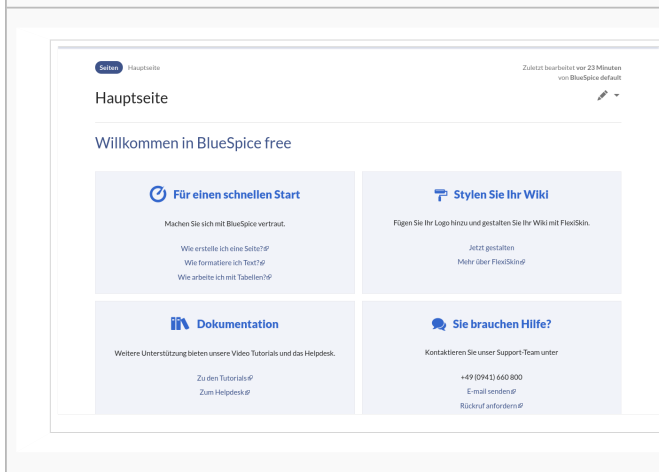 Seiten Hauptseite
Zuletzt bearbeitet vor 23 Minuten
von BlueSpice default
Hauptseite
Willkommen in BlueSpice free
Für einen schnellen Start
Machen Sie sich mit BlueSpice vertraut.
Wie erstelle ich eine Seite?
Wie formatiere ich Text?
Wie arbeite ich mit Tabellen?
Stylen Sie Ihr Wiki
Fügen Sie Ihr Logo hinzu und gestalten Sie Ihr Wiki mit FlexiSkin.
Jetzt gestalten
Mehr über FlexiSkin
Dokumentation
Weitere Unterstützung bieten unsere Video Tutorials und das Helpdesk.
Zu den Tutorials
Zum Helpdesk
Sie brauchen Hilfe?
Kontaktieren Sie unser Support-Team unter
+49 (0941) 660 800
E-mail senden
Rückruf anfordern